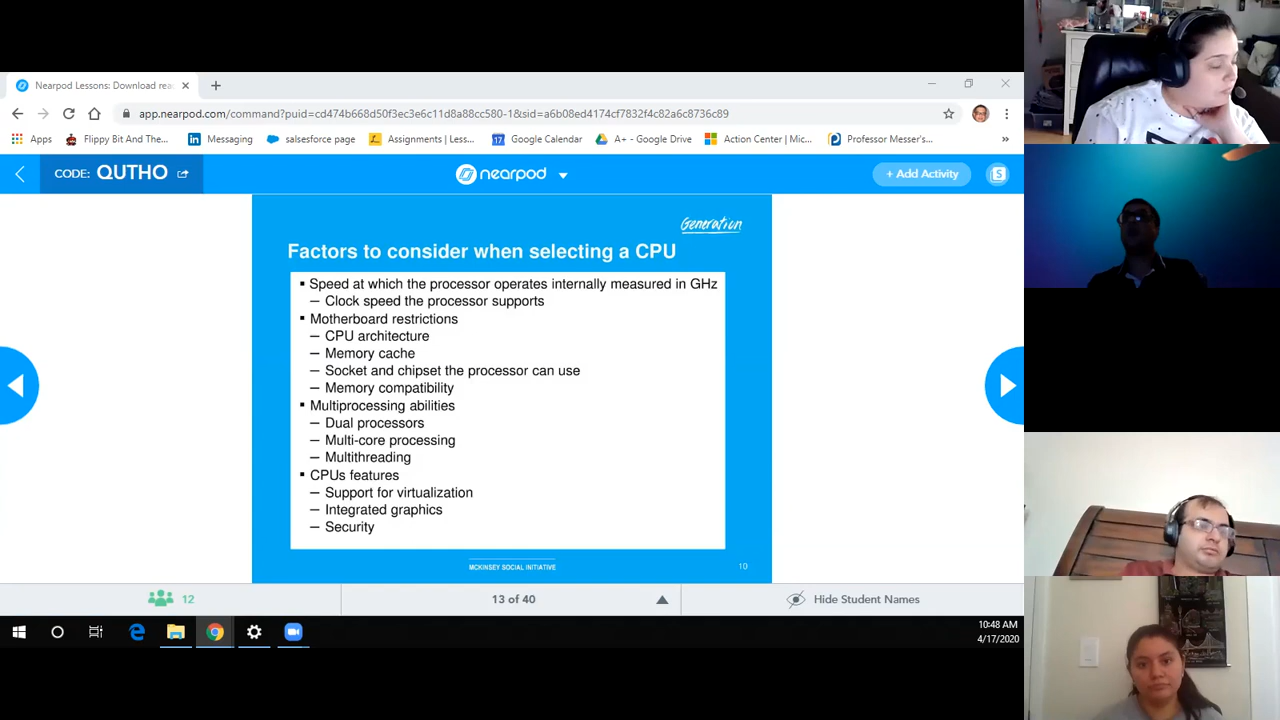 Nearpod Lessons: Download rea
app.nearpod.com/command?puid=cd474b668d50f3ec3e6c11d8a88cc580-1&tsid=a6b08ed4174cf7832f4c82a6c8736c89
Apps Flippy Bit And The... Messaging salsesforce page Assignments | Less... Google Calendar A+ - Google Drive Action Center | Mic... Professor Messer's... »
CODE: QUTHO nearpod + Add Activity S
Generation
Factors to consider when selecting a CPU
▪ Speed at which the processor operates internally measured in GHz
– Clock speed the processor supports
▪ Motherboard restrictions
– CPU architecture
– Memory cache
– Socket and chipset the processor can use
– Memory compatibility
▪ Multiprocessing abilities
– Dual processors
– Multi-core processing
– Multithreading
▪ CPUs features
– Support for virtualization
– Integrated graphics
– Security
MCKINSEY SOCIAL INITIATIVE 10
12 13 of 40 Hide Student Names
10:48 AM
4/17/2020